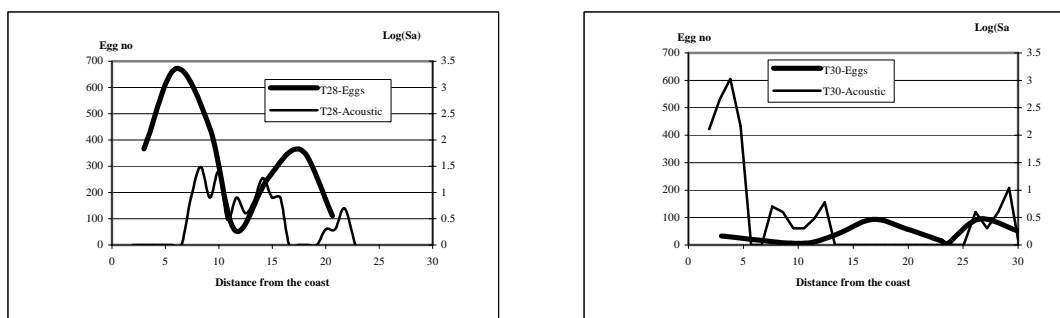 Egg no
Log(Sa)
700
600
500
400
300
200
100
0
3.5
3
2.5
2
1.5
1
0.5
0
T28-Eggs
T28-Acoustic
0 5 10 15 20 25 30
Distance from the coast
Egg no
Log(Sa
700
600
500
400
300
200
100
0
3.5
3
2.5
2
1.5
1
0.5
0
T30-Eggs
T30-Acoustic
0 5 10 15 20 25 30
Distance from the coast